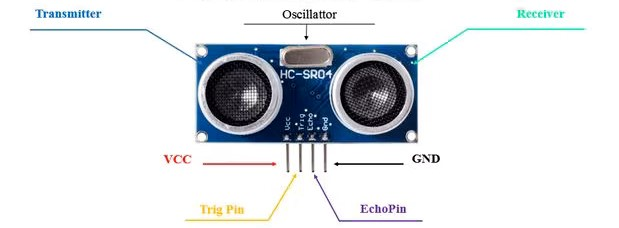 Transmitter
Oscillattor
Receiver
HC-SR04
Vcc
Trig
Echo
Gnd
VCC
GND
Trig Pin
EchoPin